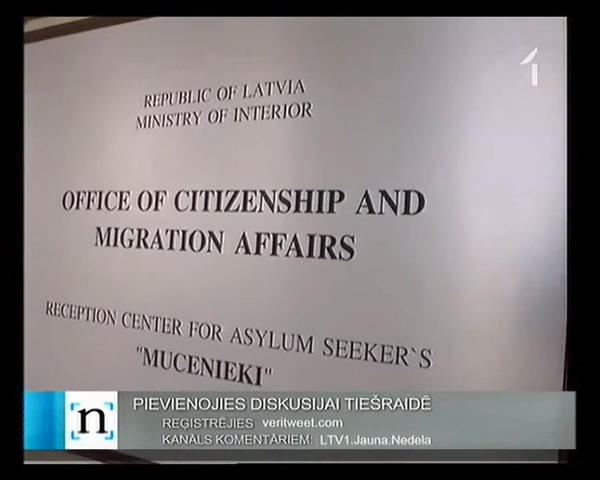 1
REPUBLIC OF LATVIA
MINISTRY OF INTERIOR
OFFICE OF CITIZENSHIP AND
MIGRATION AFFAIRS
RECEPTION CENTER FOR ASYLUM SEEKER`S
"MUCENIEKI"
n
PIEVIENOJIES DISKUSIJAI TIEŠRAIDĒ
REĢISTRĒJIES veritweet.com
KANĀLS KOMENTĀRIEM: LTV1.Jauna.Nedela